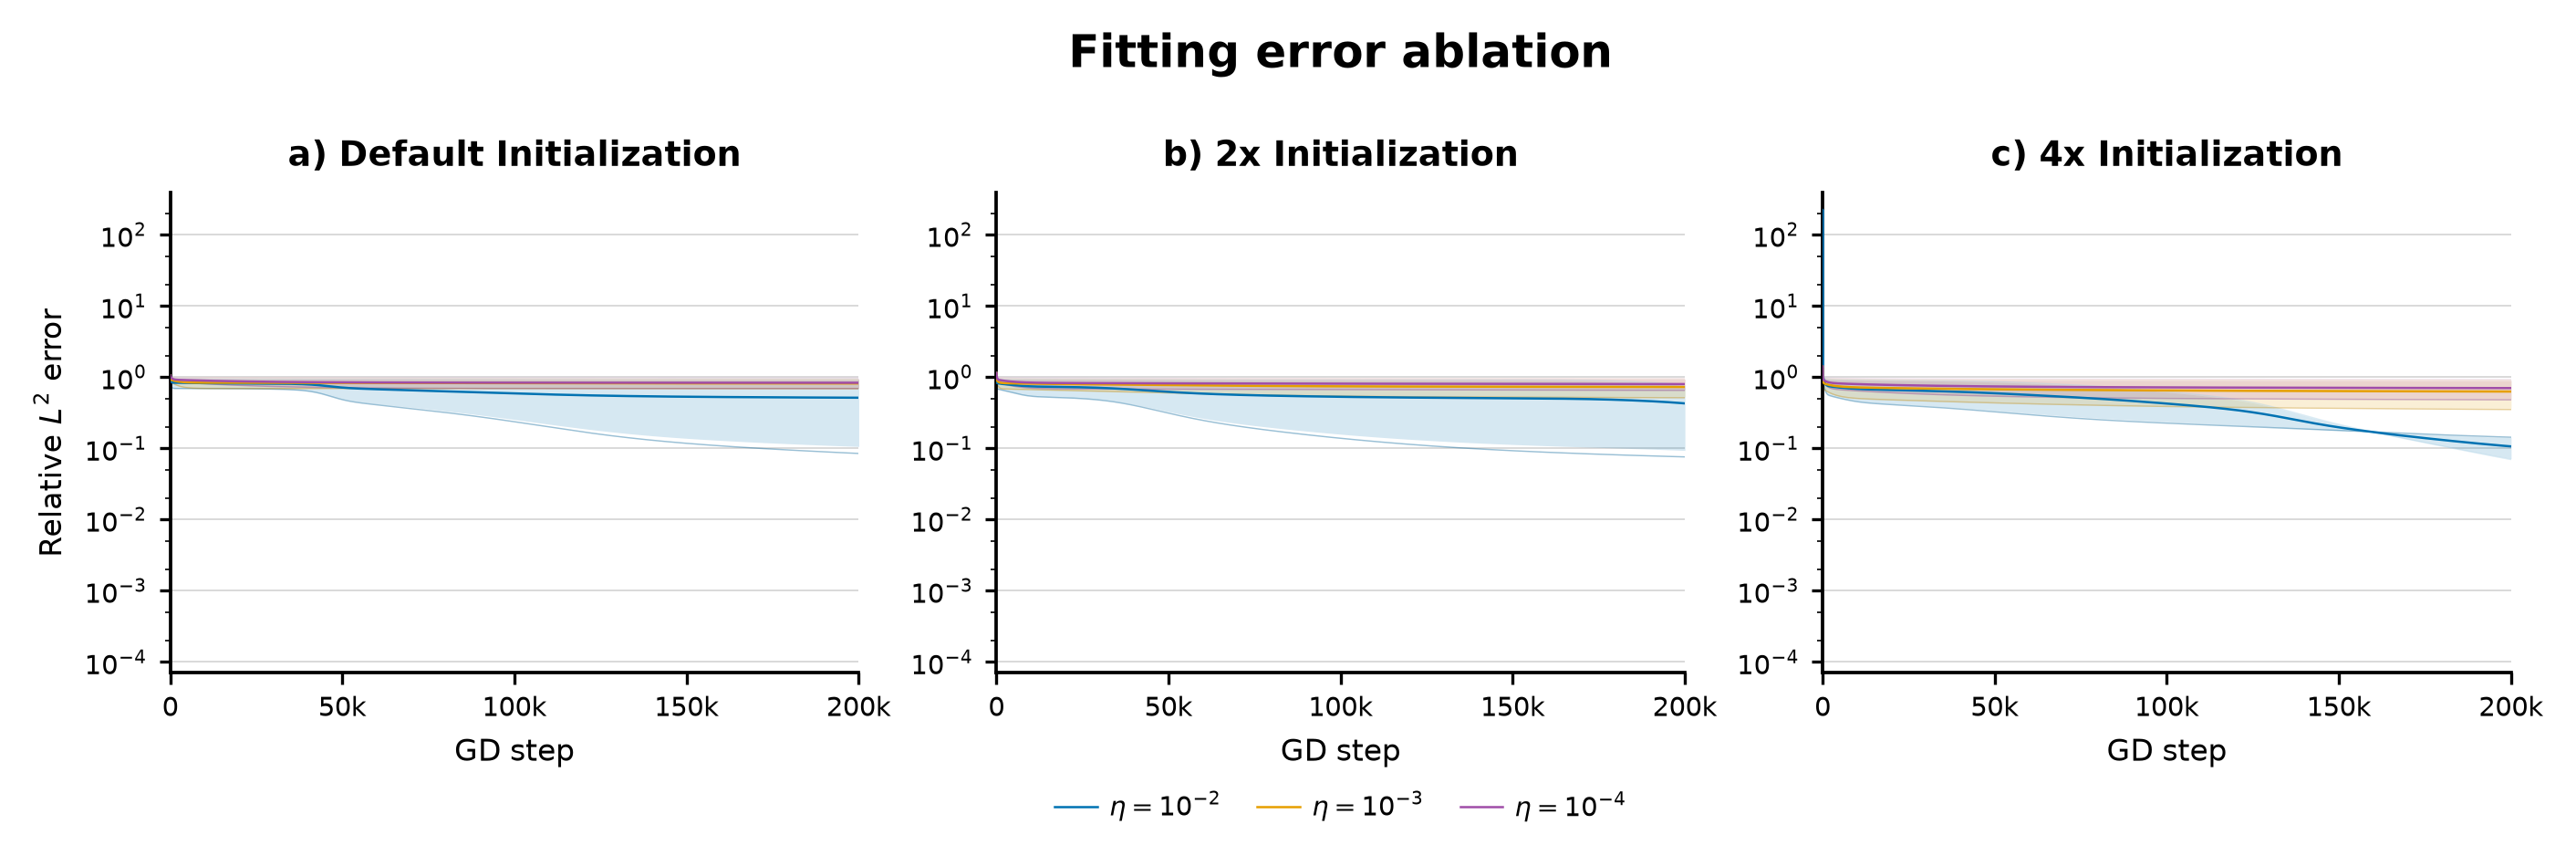 Fitting error ablation
a) Default Initialization
b) 2x Initialization
c) 4x Initialization
Relative L² error
10²
10¹
10⁰
10⁻¹
10⁻²
10⁻³
10⁻⁴
0 50k 100k 150k 200k
GD step
10²
10¹
10⁰
10⁻¹
10⁻²
10⁻³
10⁻⁴
0 50k 100k 150k 200k
GD step
10²
10¹
10⁰
10⁻¹
10⁻²
10⁻³
10⁻⁴
0 50k 100k 150k 200k
GD step
η = 10⁻² η = 10⁻³ η = 10⁻⁴